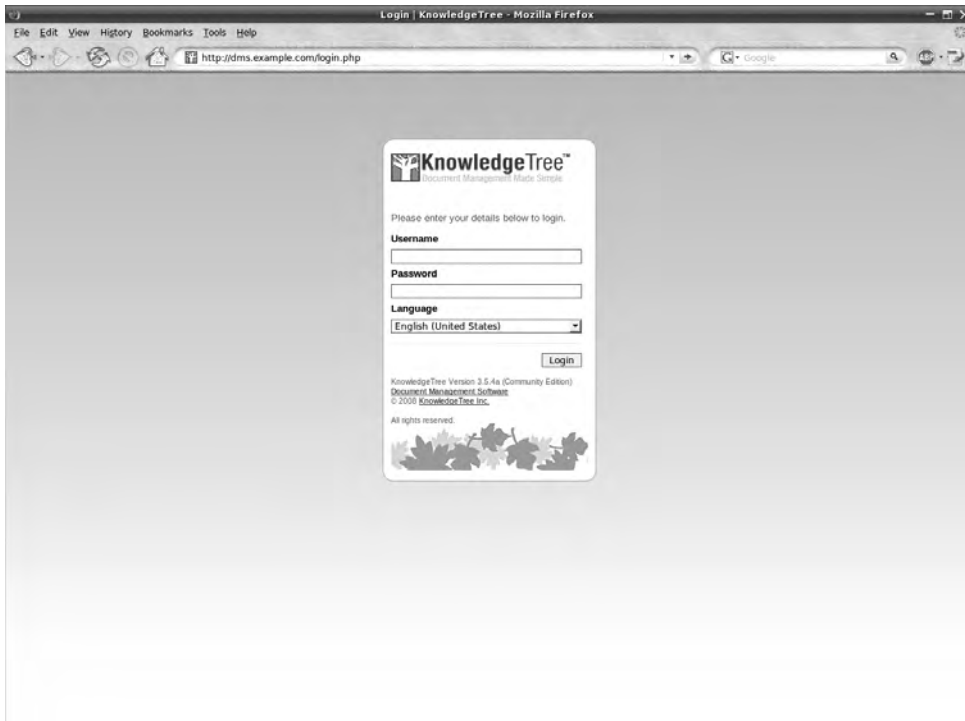 Login | KnowledgeTree - Mozilla Firefox
File Edit View History Bookmarks Tools Help
http://dms.example.com/login.php
G Google
ABP
KnowledgeTree™
Document Management Made Simple
Please enter your details below to login.
Username
Password
Language
English (United States)
Login
KnowledgeTree Version 3.5.4a (Community Edition)
Document Management Software
© 2008 KnowledgeTree Inc.
All rights reserved.